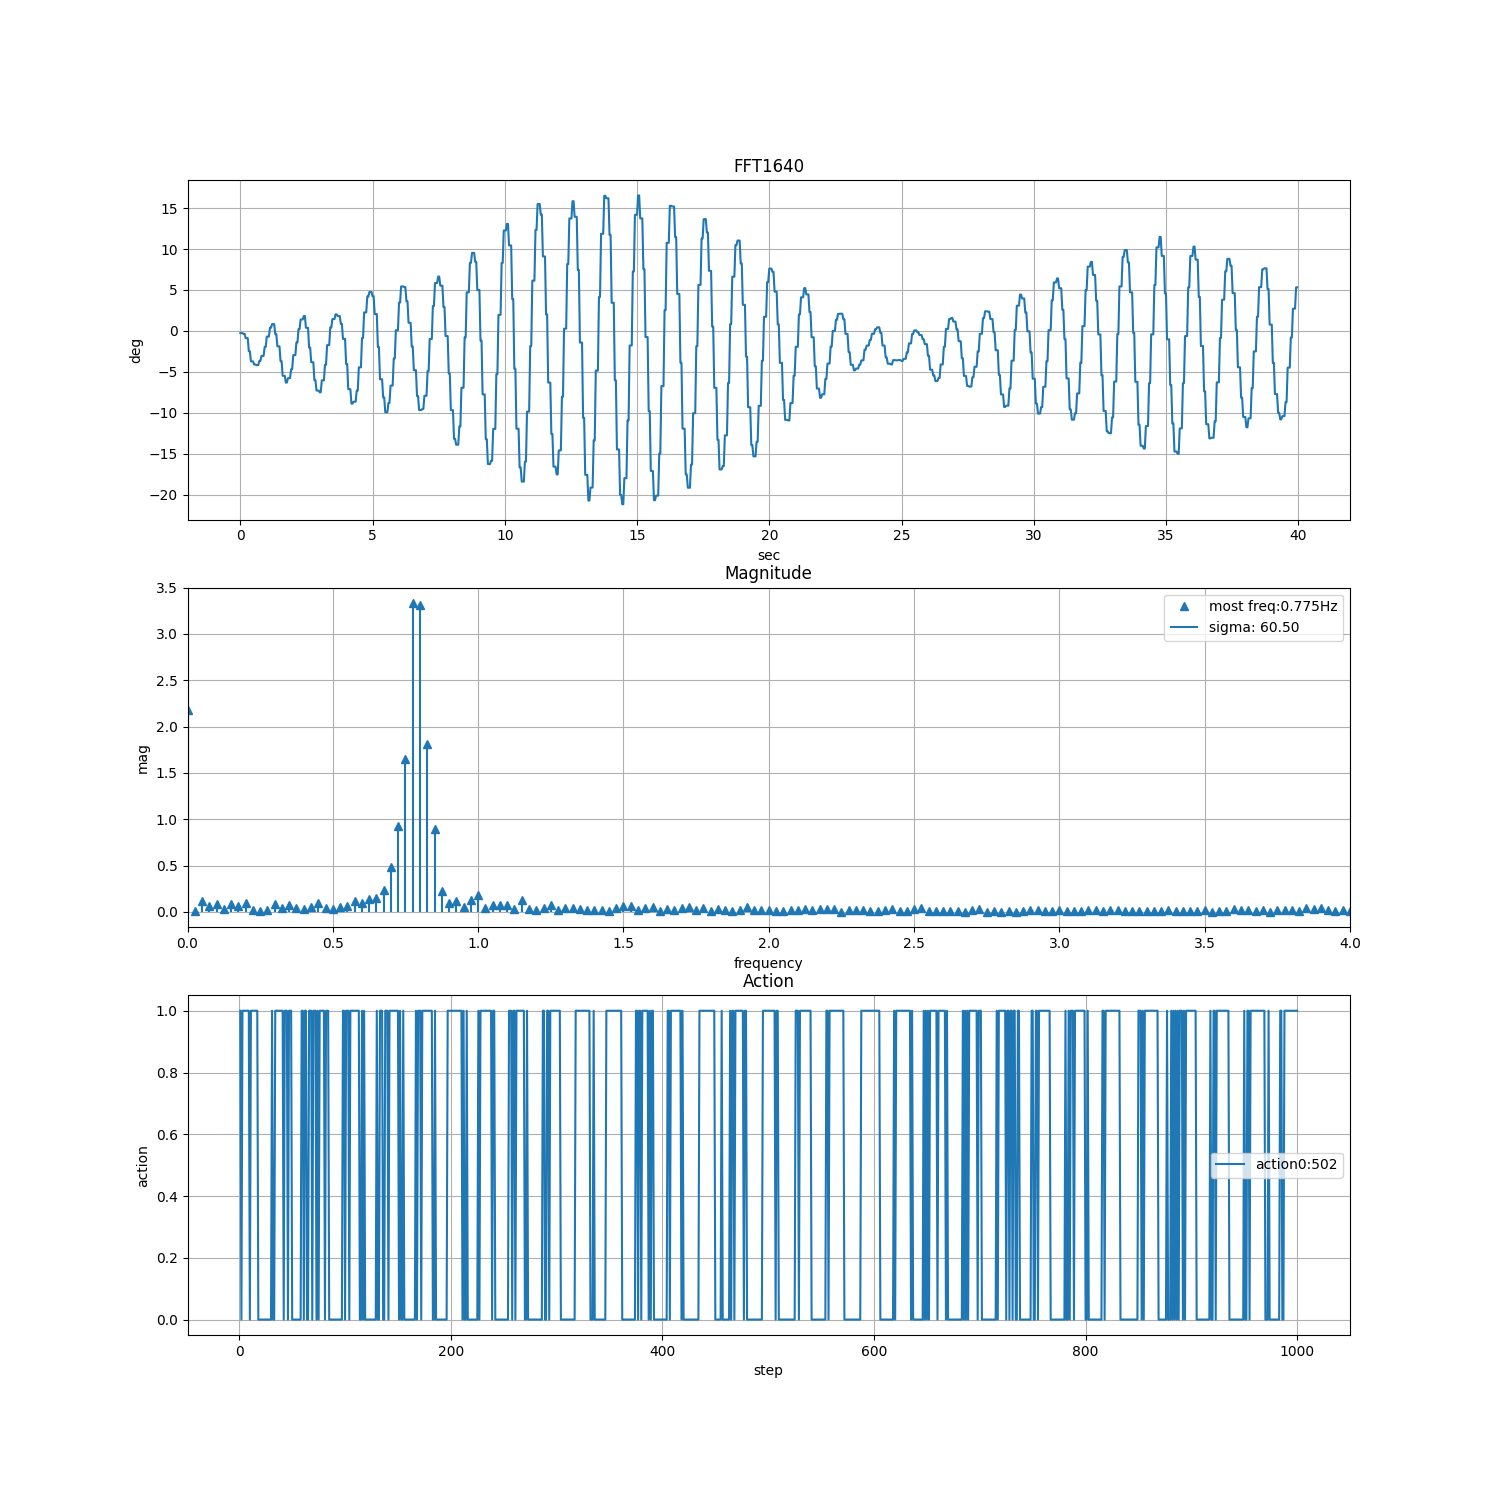 FFT1640
15
10
5
0
−5
−10
−15
−20
deg
0 5 10 15 20 25 30 35 40
sec
Magnitude
3.5
3.0
2.5
2.0
1.5
1.0
0.5
0.0
mag
most freq:0.775Hz
sigma: 60.50
0.0 0.5 1.0 1.5 2.0 2.5 3.0 3.5 4.0
frequency
Action
1.0
0.8
0.6
0.4
0.2
0.0
action
action0:502
0 200 400 600 800 1000
step